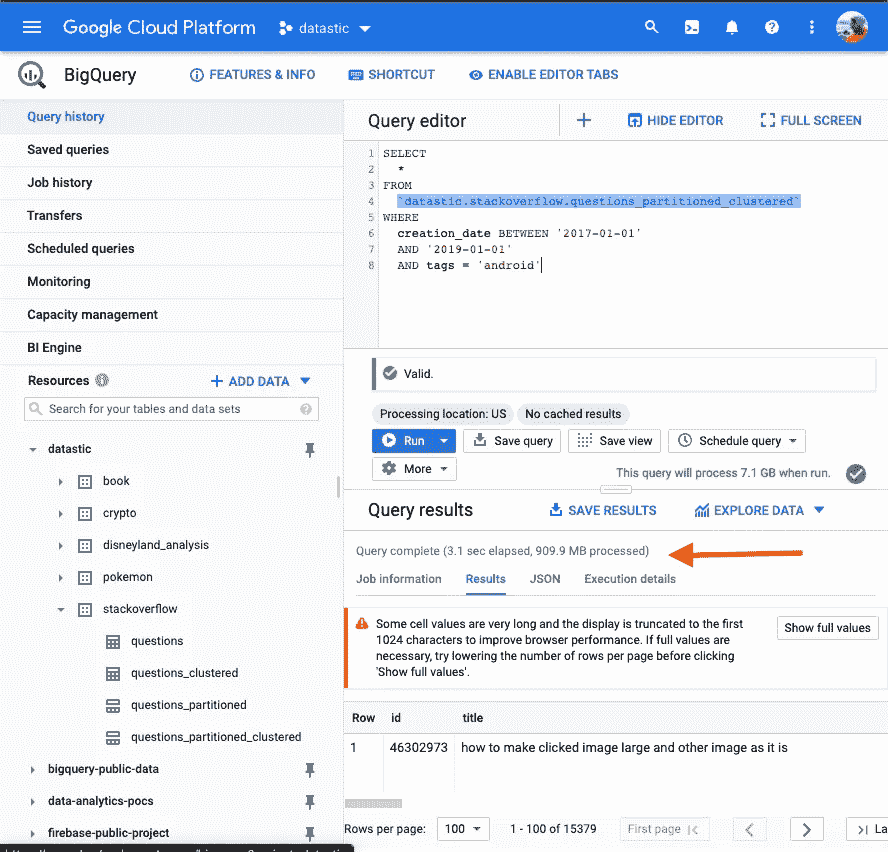 Google Cloud Platform datastic
BigQuery FEATURES & INFO SHORTCUT ENABLE EDITOR TABS
Query history
Saved queries
Job history
Transfers
Scheduled queries
Monitoring
Capacity management
BI Engine
Resources + ADD DATA
Search for your tables and data sets
datastic
book
crypto
disneyland_analysis
pokemon
stackoverflow
questions
questions_clustered
questions_partitioned
questions_partitioned_clustered
bigquery-public-data
data-analytics-pocs
firebase-public-project
Query editor + HIDE EDITOR FULL SCREEN
1 SELECT
2 *
3 FROM
4 `datastic.stackoverflow.questions_partitioned_clustered`
5 WHERE
6 creation_date BETWEEN '2017-01-01'
7 AND '2019-01-01'
8 AND tags = 'android'
Valid.
Processing location: US No cached results
Run Save query Save view Schedule query
More This query will process 7.1 GB when run.
Query results SAVE RESULTS EXPLORE DATA
Query complete (3.1 sec elapsed, 909.9 MB processed)
Job information Results JSON Execution details
Some cell values are very long and the display is truncated to the first
1024 characters to improve browser performance. If full values are
necessary, try lowering the number of rows per page before clicking
'Show full values'.
Show full values
Row id title
1 46302973 how to make clicked image large and other image as it is
Rows per page: 100 1 - 100 of 15379 First page |< < > >| La